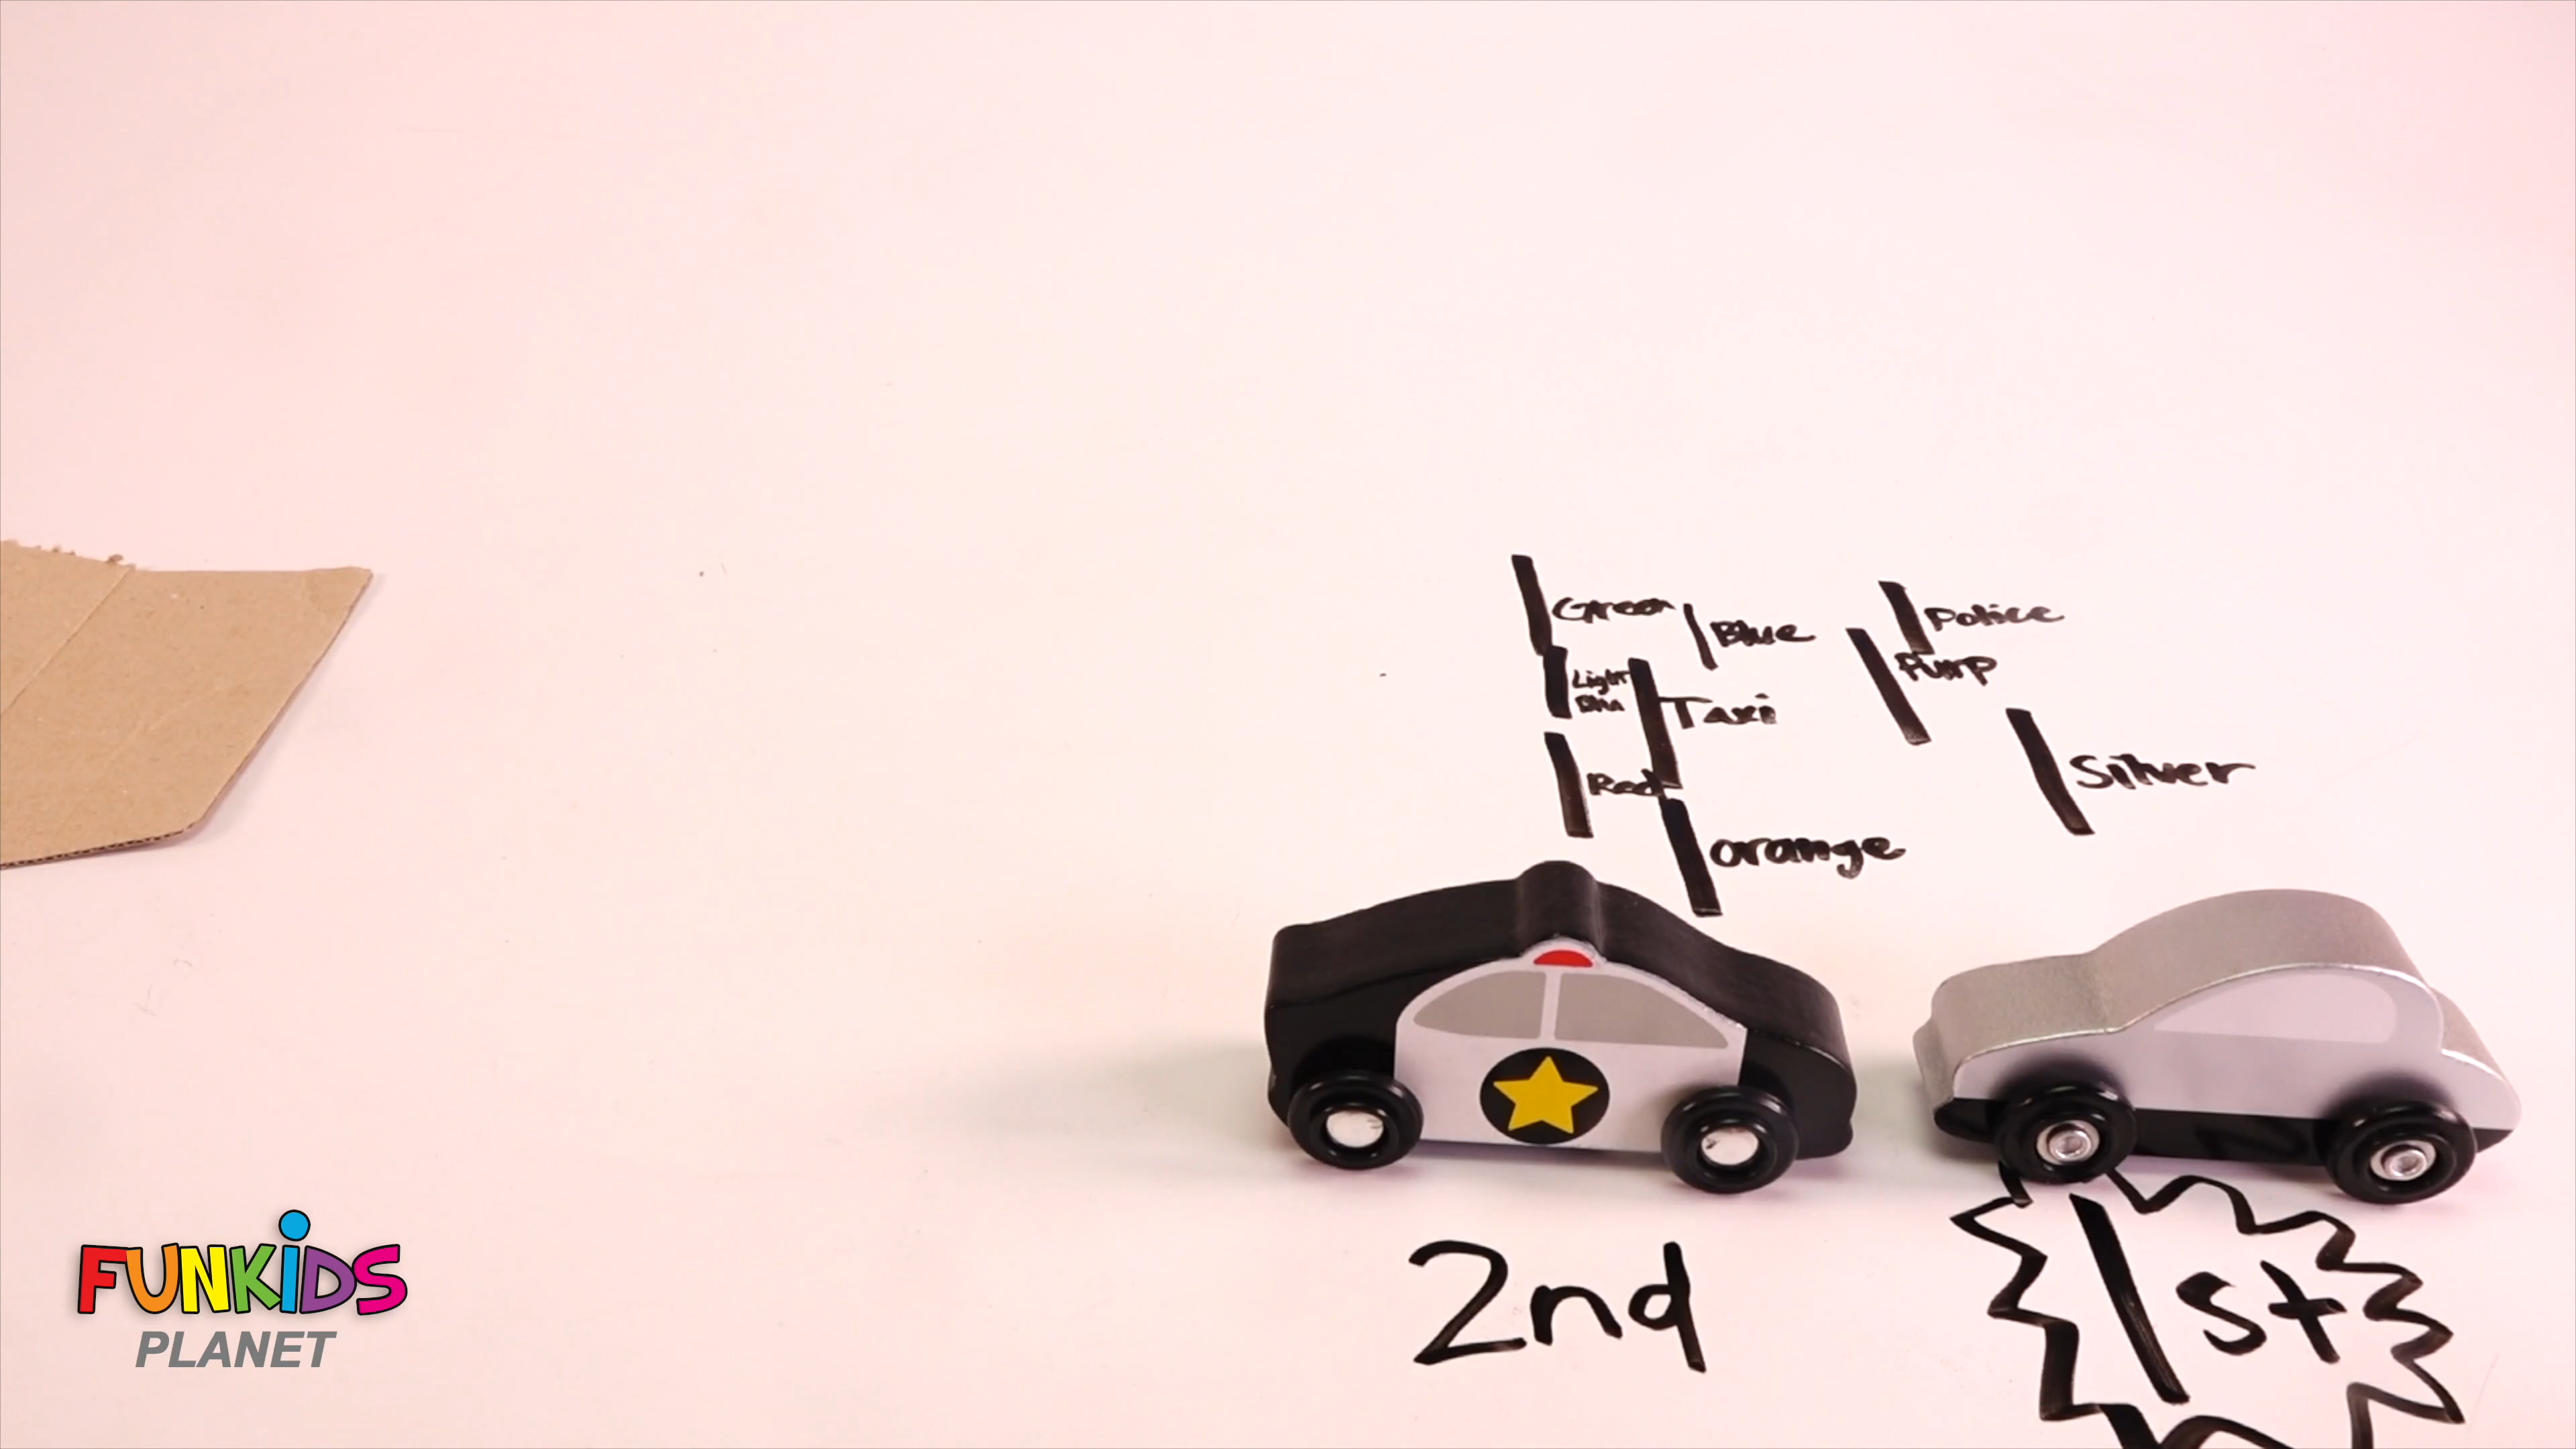 Green
Blue
Police
Light
Blu
Taxi
Purp
Red
Silver
orange
2nd
1st
FUNKIDS
PLANET